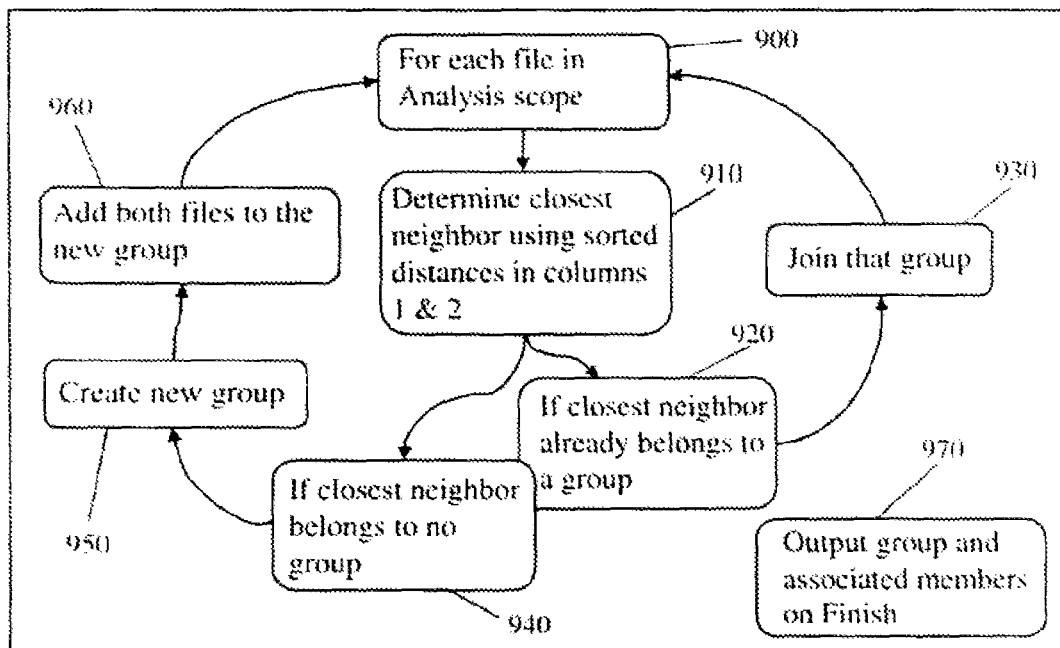 900
For each file in
Analysis scope
960
Add both files to the
new group
910
Determine closest
neighbor using sorted
distances in columns
1 & 2
930
Join that group
920
If closest neighbor
already belongs to
a group
Create new group
950
If closest neighbor
belongs to no
group
940
970
Output group and
associated members
on Finish